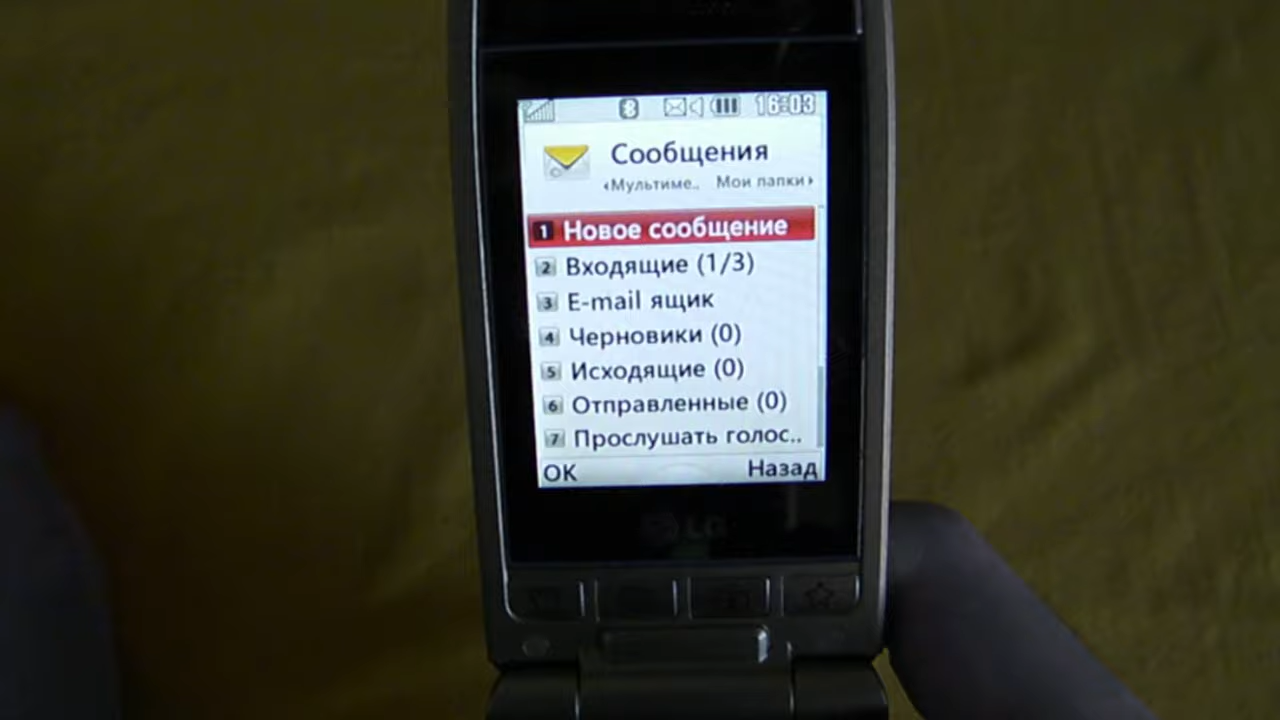 16:03
Сообщения
Мультиме.. Мои папки
1 Новое сообщение
2 Входящие (1/3)
3 E-mail ящик
4 Черновики (0)
5 Исходящие (0)
6 Отправленные (0)
7 Прослушать голос..
OK Назад
LG